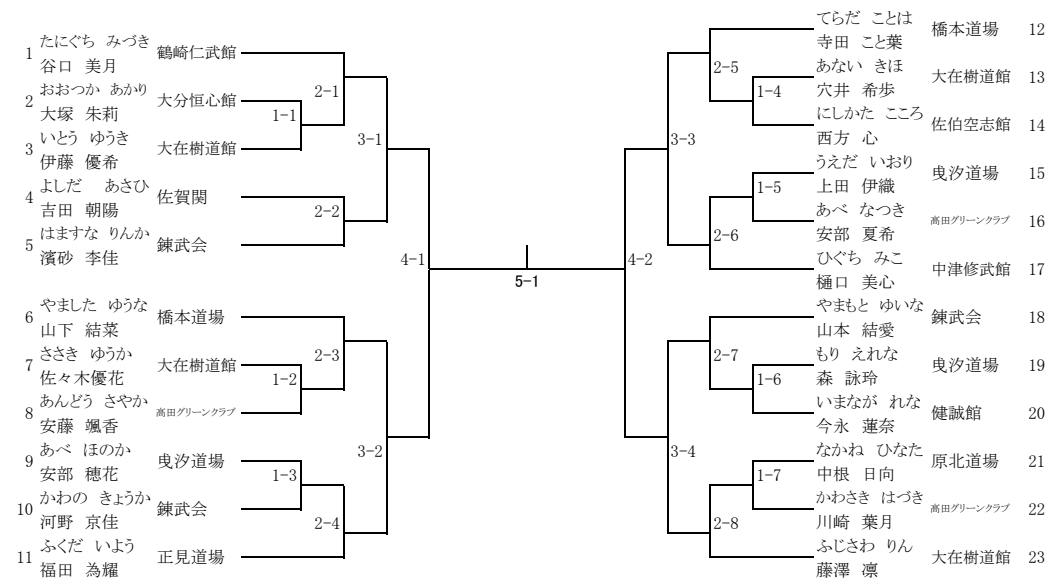 1 たにぐち みづき 鶴崎仁武館
谷口 美月
2 おおつか あかり 大分恒心館
大塚 朱莉
3 いとう ゆうき 大在樹道館
伊藤 優希
4 よしだ あさひ 佐賀関
吉田 朝陽
5 はますな りんか 錬武会
濱砂 李佳
6 やました ゆうな 橋本道場
山下 結菜
7 ささき ゆうか 大在樹道館
佐々木優花
8 あんどう さやか 高田グリーンクラブ
安藤 颯香
9 あべ ほのか 曳汐道場
安部 穂花
10 かわの きょうか 錬武会
河野 京佳
11 ふくだ いよう 正見道場
福田 為耀
1-1
1-2
1-3
2-1
2-2
2-3
2-4
3-1
3-2
4-1
5-1
4-2
3-3
3-4
2-5
2-6
2-7
2-8
1-4
1-5
1-6
1-7
てらだ ことは 橋本道場 12
寺田 こと葉
あない きほ 大在樹道館 13
穴井 希歩
にしかた こころ 佐伯空志館 14
西方 心
うえだ いおり 曳汐道場 15
上田 伊織
あべ なつき 高田グリーンクラブ 16
安部 夏希
ひぐち みこ 中津修武館 17
樋口 美心
やまもと ゆいな 錬武会 18
山本 結愛
もり えれな 曳汐道場 19
森 詠玲
いまなが れな 健誠館 20
今永 蓮奈
なかね ひなた 原北道場 21
中根 日向
かわさき はづき 高田グリーンクラブ 22
川崎 葉月
ふじさわ りん 大在樹道館 23
藤澤 凛